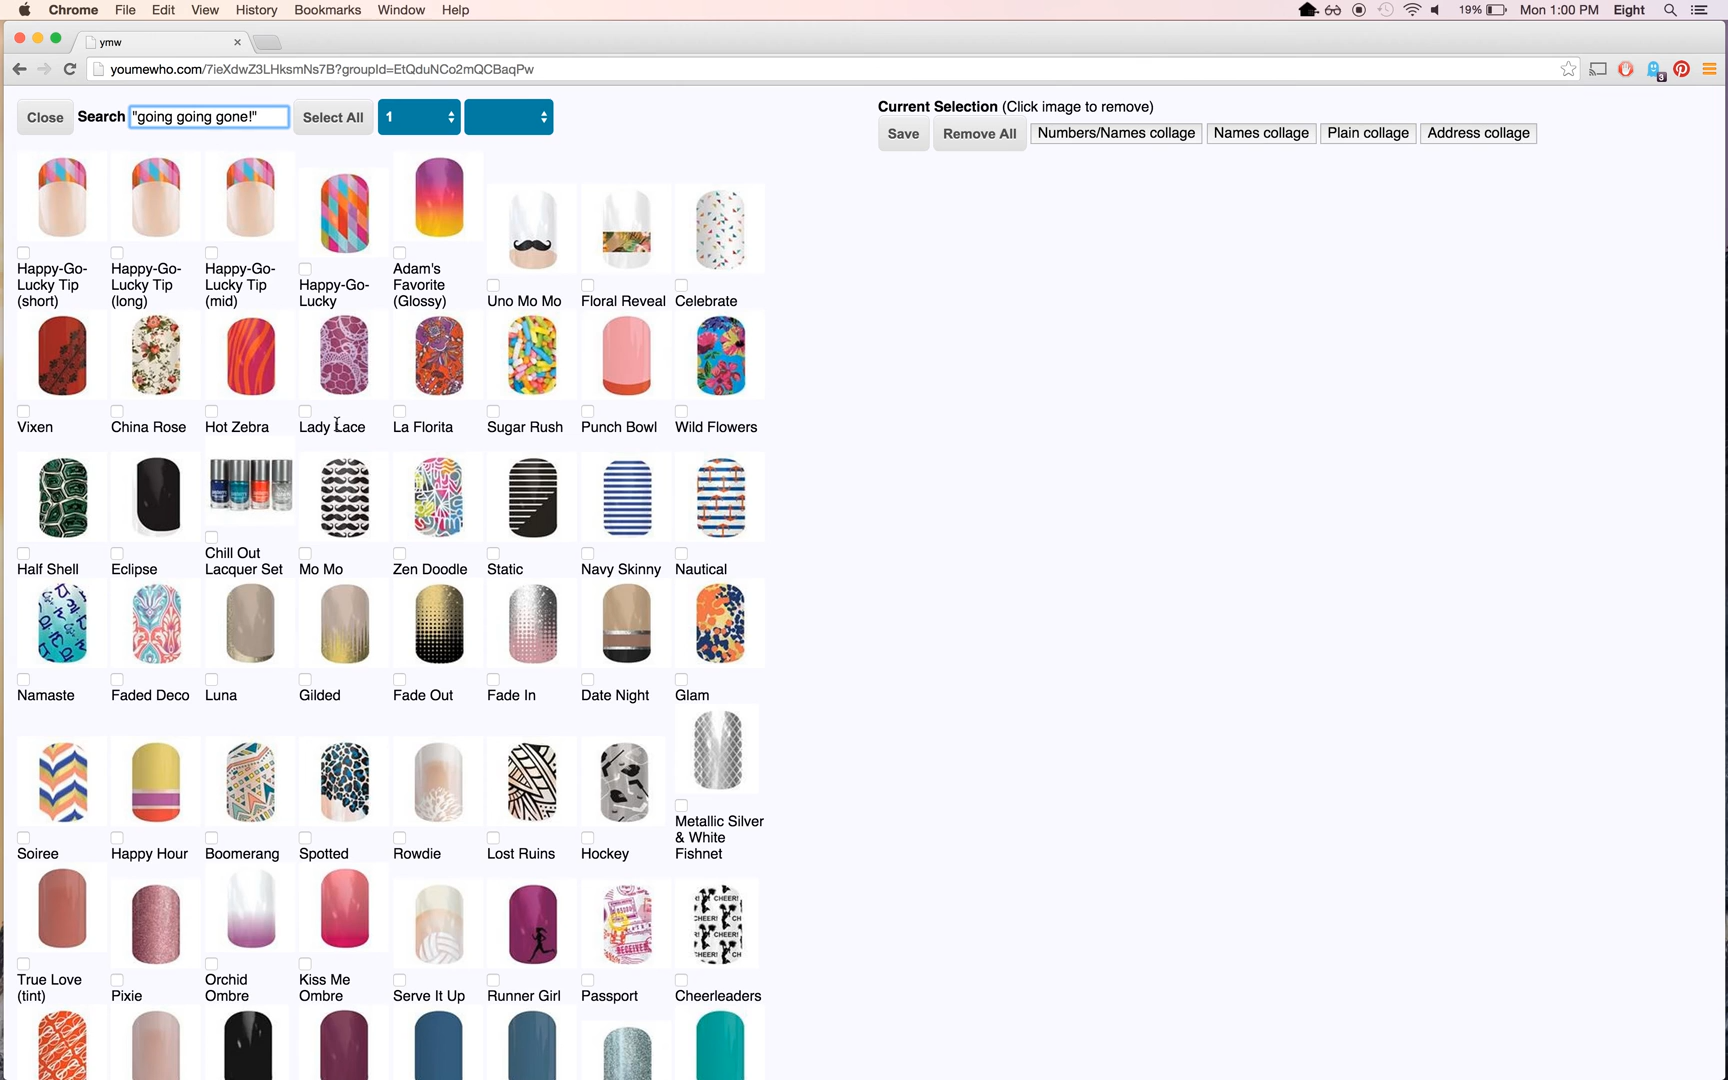 Chrome File Edit View History Bookmarks Window Help 19% Mon 1:00 PM Eight
ymw
youmewho.com/7ieXdwZ3LHksmNs7B?groupId=EtQduNCo2mQCBaqPw 3
Close Search "going going gone!" Select All 1
Current Selection (Click image to remove)
Save Remove All Numbers/Names collage Names collage Plain collage Address collage
Happy-Go-
Lucky Tip
(short)
Happy-Go-
Lucky Tip
(long)
Happy-Go-
Lucky Tip
(mid)
Happy-Go-
Lucky
Adam's
Favorite
(Glossy)
Uno Mo Mo
Floral Reveal
Celebrate
Vixen
China Rose
Hot Zebra
Lady Lace
La Florita
Sugar Rush
Punch Bowl
Wild Flowers
Half Shell
Eclipse
Chill Out
Lacquer Set
Mo Mo
Zen Doodle
Static
Navy Skinny
Nautical
Namaste
Faded Deco
Luna
Gilded
Fade Out
Fade In
Date Night
Glam
Soiree
Happy Hour
Boomerang
Spotted
Rowdie
Lost Ruins
Hockey
Metallic Silver
& White
Fishnet
CHEER!
CHEER! CH
CHEER!
True Love
(tint)
Pixie
Orchid
Ombre
Kiss Me
Ombre
Serve It Up
Runner Girl
Passport
Cheerleaders